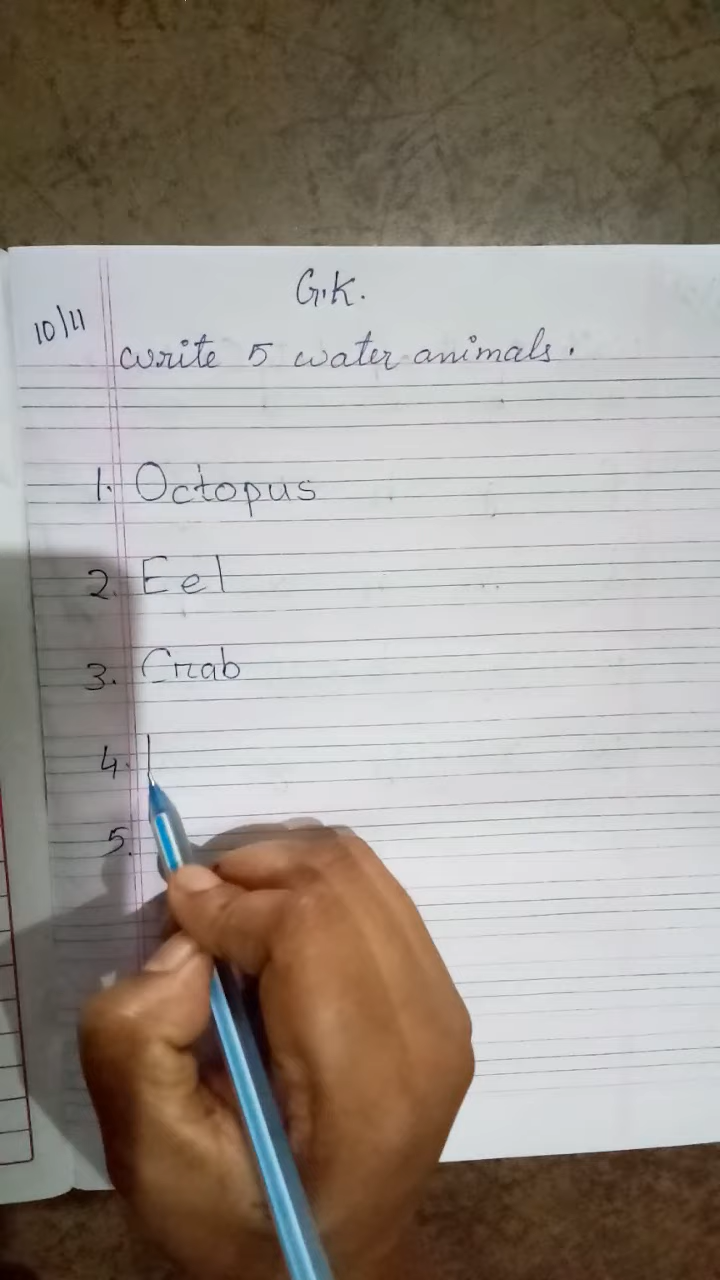 G.K.
10/11
write 5 water animals.
1. Octopus
2. Eel
3. Crab
4.
5.